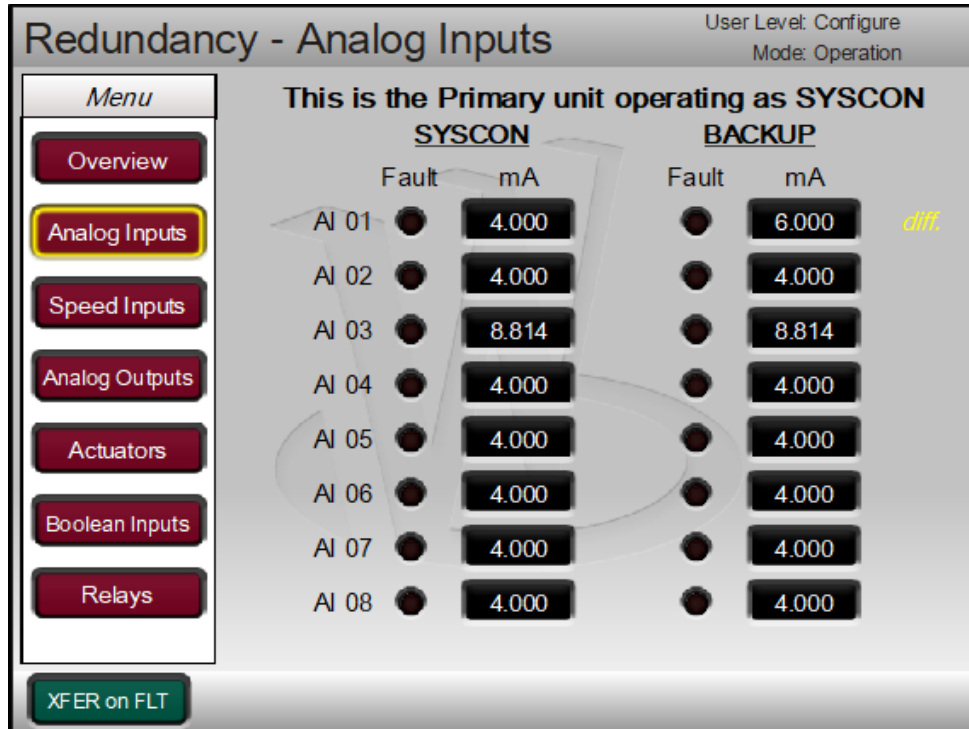 Redundancy - Analog Inputs
User Level: Configure
Mode: Operation
Menu
Overview
Analog Inputs
Speed Inputs
Analog Outputs
Actuators
Boolean Inputs
Relays
XFER on FLT
This is the Primary unit operating as SYSCON
SYSCON BACKUP
Fault mA Fault mA
AI 01 4.000 6.000 diff.
AI 02 4.000 4.000
AI 03 8.814 8.814
AI 04 4.000 4.000
AI 05 4.000 4.000
AI 06 4.000 4.000
AI 07 4.000 4.000
AI 08 4.000 4.000